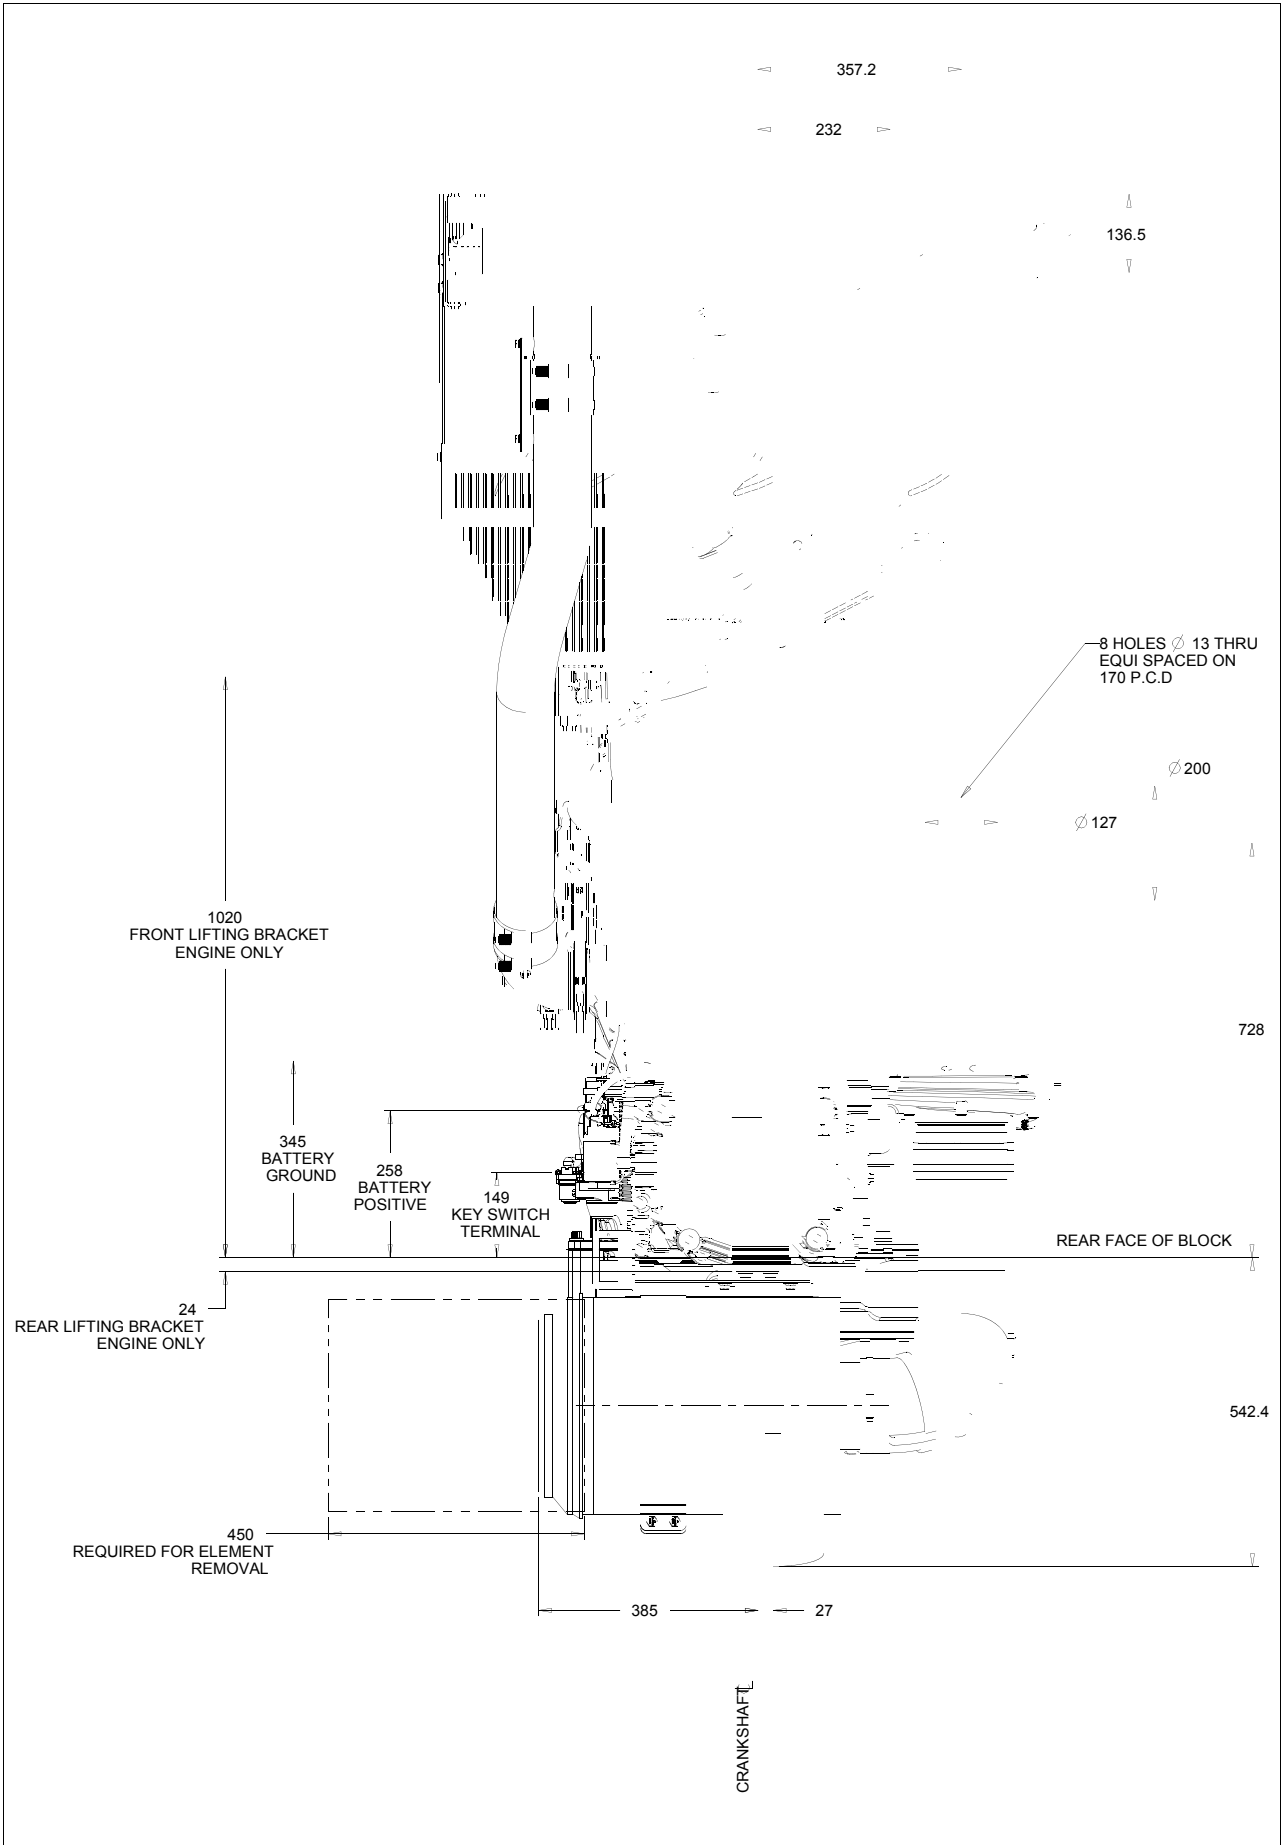 357.2
232
136.5
8 HOLES ∅ 13 THRU
EQUI SPACED ON
170 P.C.D
∅ 200
∅ 127
1020
FRONT LIFTING BRACKET
ENGINE ONLY
728
345
BATTERY
GROUND
258
BATTERY
POSITIVE
149
KEY SWITCH
TERMINAL
REAR FACE OF BLOCK
24
REAR LIFTING BRACKET
ENGINE ONLY
542.4
450
REQUIRED FOR ELEMENT
REMOVAL
385
27
CRANKSHAFT